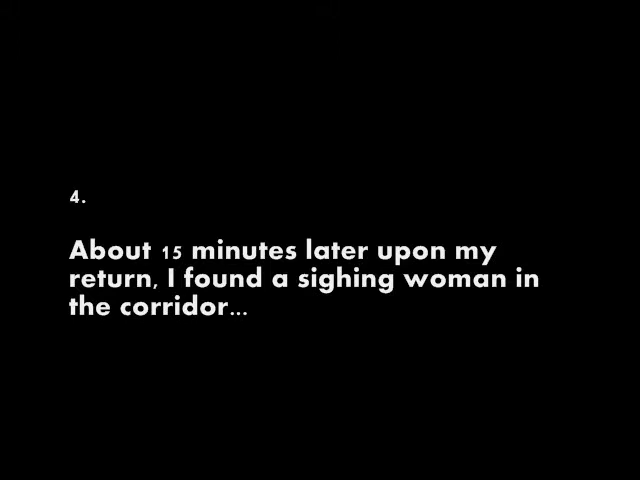 4.
About 15 minutes later upon my
return, I found a sighing woman in
the corridor...